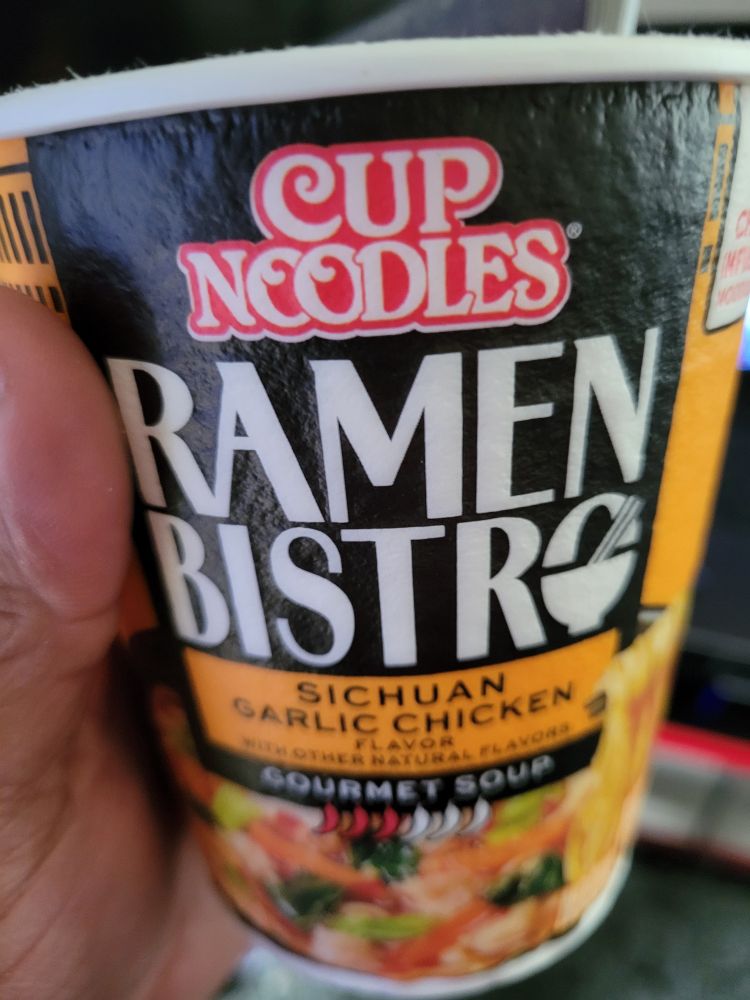 CUP
NOODLES®
RAMEN
BISTRO
SICHUAN
GARLIC CHICKEN
FLAVOR
WITH OTHER NATURAL FLAVORS
GOURMET SOUP